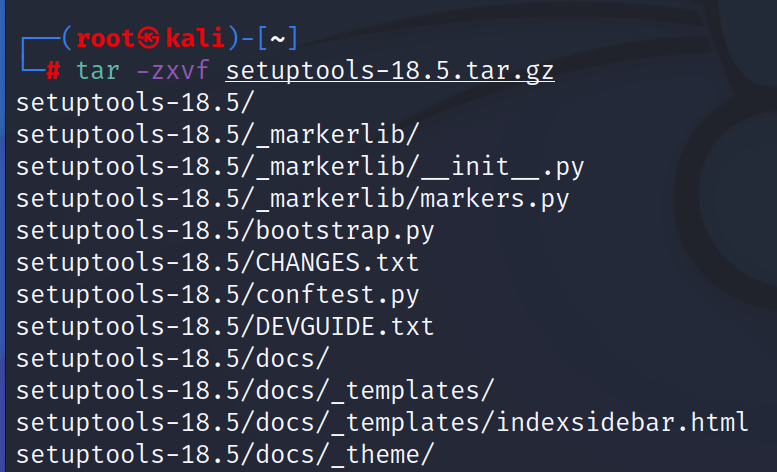 ┌──(root㉿kali)-[~]
└─# tar -zxvf setuptools-18.5.tar.gz
setuptools-18.5/
setuptools-18.5/_markerlib/
setuptools-18.5/_markerlib/__init__.py
setuptools-18.5/_markerlib/markers.py
setuptools-18.5/bootstrap.py
setuptools-18.5/CHANGES.txt
setuptools-18.5/conftest.py
setuptools-18.5/DEVGUIDE.txt
setuptools-18.5/docs/
setuptools-18.5/docs/_templates/
setuptools-18.5/docs/_templates/indexsidebar.html
setuptools-18.5/docs/_theme/